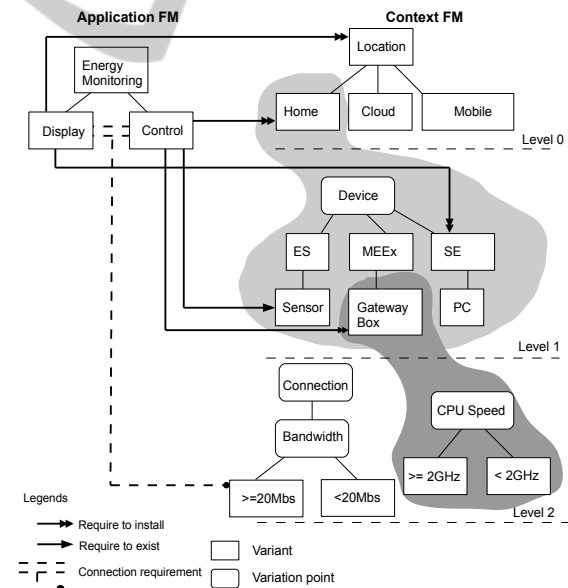 Application FM
Context FM
Location
Energy
Monitoring
Home
Cloud
Mobile
Display
Control
Level 0
Device
ES
MEEx
SE
Sensor
Gateway
Box
PC
Level 1
Connection
CPU Speed
Bandwidth
>= 2GHz
< 2GHz
>=20Mbs
<20Mbs
Level 2
Legends
Require to install
Require to exist
Connection requirement
Variant
Variation point